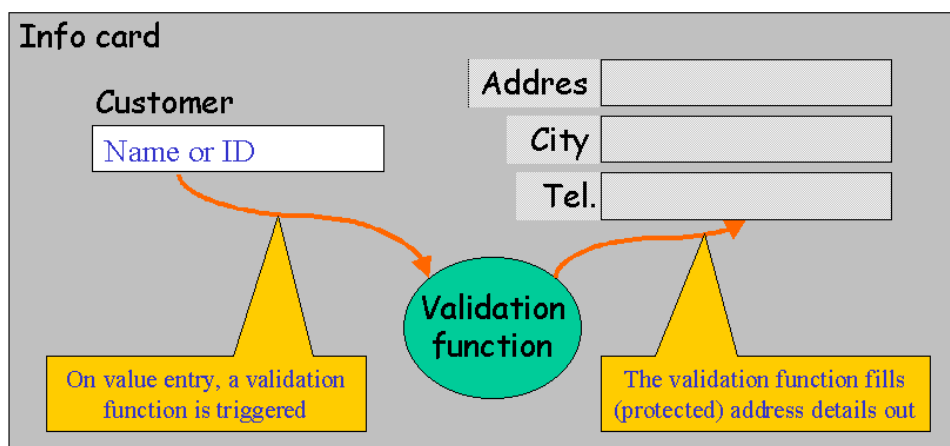 Info card
Customer
Name or ID
Addres
City
Tel.
Validation
function
On value entry, a validation
function is triggered
The validation function fills
(protected) address details out